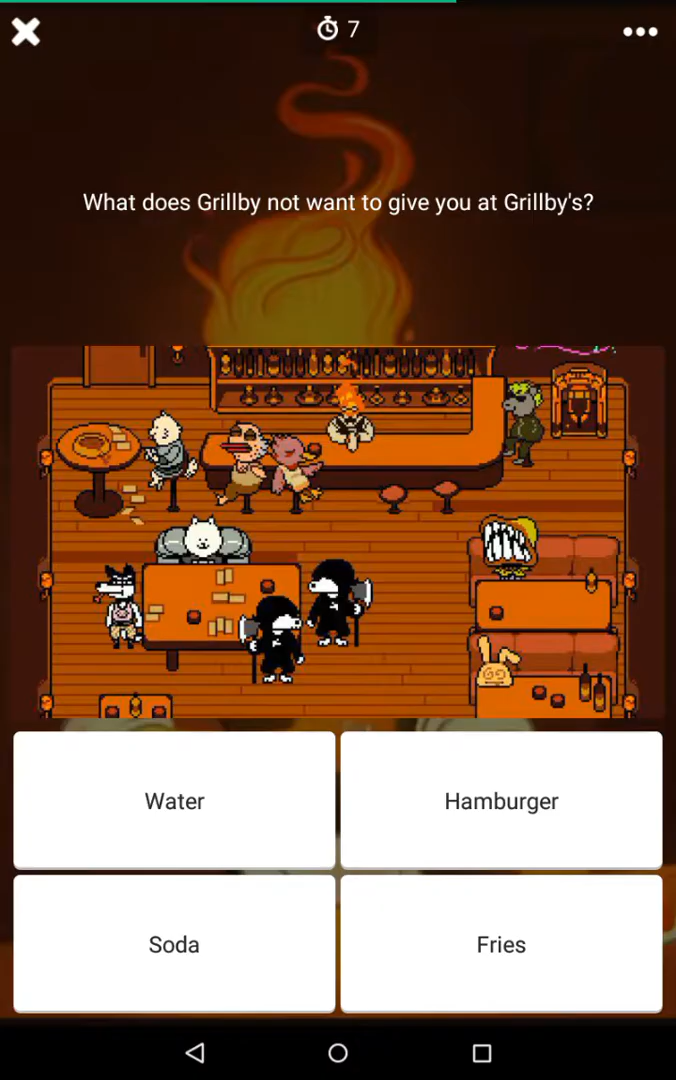 7
What does Grillby not want to give you at Grillby's?
Water
Hamburger
Soda
Fries